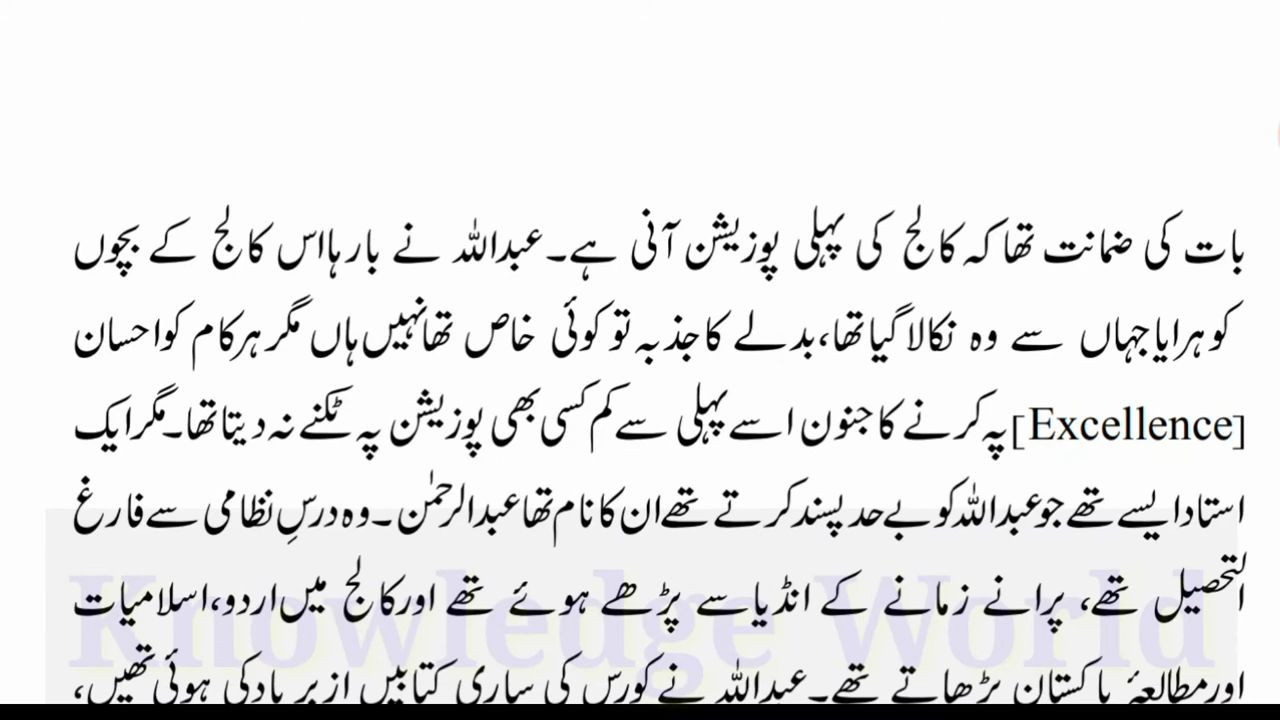 بات کی ضمانت تھا کہ کالج کی پہلی پوزیشن آنی ہے۔ عبداللہ نے بارہا اس کالج کے بچوں
کو ہرایا جہاں سے وہ نکالا گیا تھا، بدلے کا جذبہ تو کوئی خاص تھا نہیں ہاں مگر ہر کام کو احسان
[Excellence] پہ کرنے کا جنون اسے پہلی سے کم کسی بھی پوزیشن پہ ٹکنے نہ دیتا تھا۔ مگر ایک
استاد ایسے تھے جو عبداللہ کو بے حد پسند کرتے تھے ان کا نام تھا عبدالرحمٰن۔ وہ درسِ نظامی سے فارغ
التحصیل تھے، پرانے زمانے کے انڈیا سے پڑھے ہوئے تھے اور کالج میں اردو، اسلامیات
اور مطالعۂ پاکستان پڑھاتے تھے۔ عبداللہ نے کورس کی ساری کتابیں ازبر یاد کی ہوئی تھیں،
Knowledge World